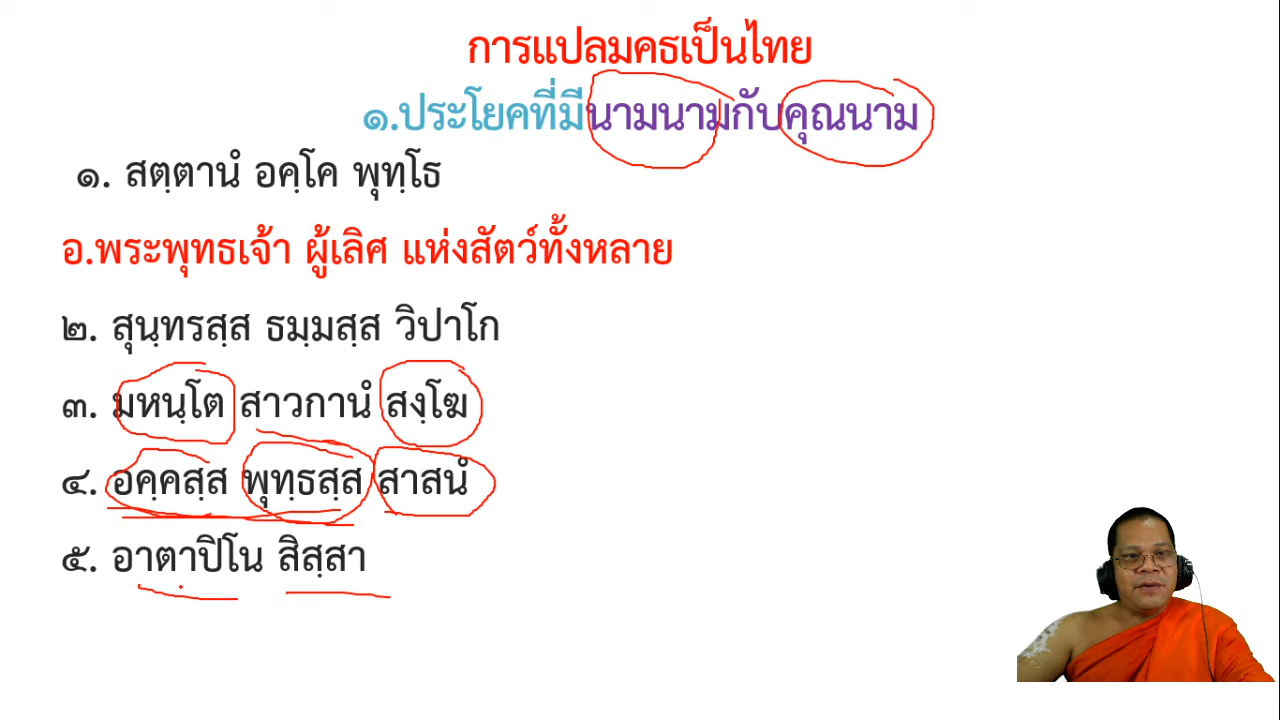 การแปลมคธเป็นไทย
๑.ประโยคที่มีนามนามกับคุณนาม
๑. สตฺตานํ อคฺโค พุทฺโธ
อ.พระพุทธเจ้า ผู้เลิศ แห่งสัตว์ทั้งหลาย
๒. สุนฺทรสฺส ธมฺมสฺส วิปาโก
๓. มหนฺโต สาวกานํ สงฺโฆ
๔. อคฺคสฺส พุทฺธสฺส สาสนํ
๕. อาตาปิโน สิสฺสา